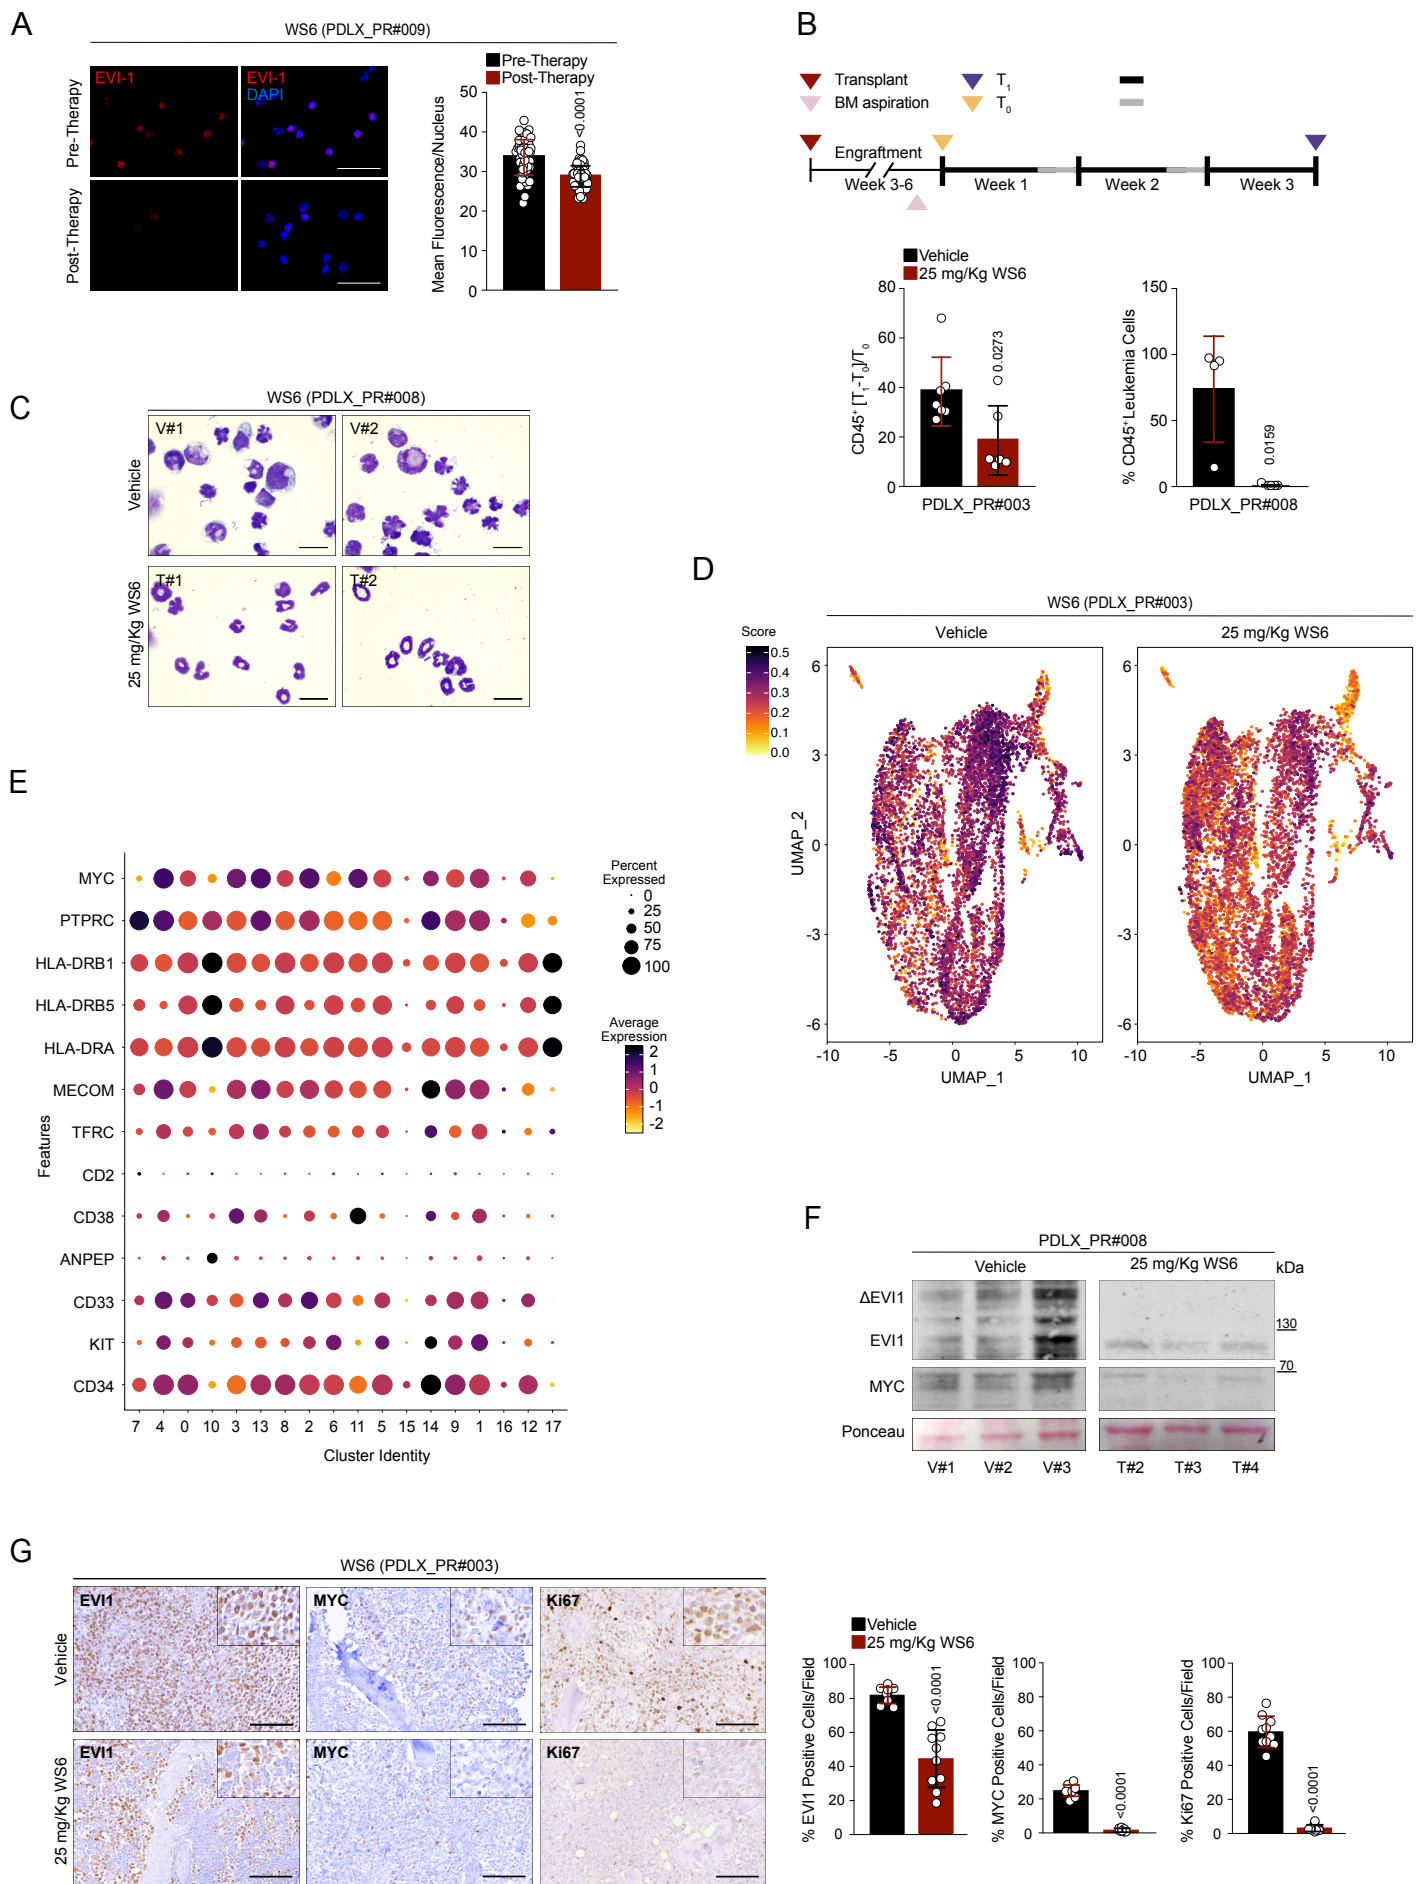 A
WS6 (PDLX_PR#009)
Pre-Therapy
Post-Therapy
EVI-1
EVI-1
DAPI
Pre-Therapy
Post-Therapy
Mean Fluorescence/Nucleus
50
40
30
20
10
0
<0.0001
B
Transplant
T1
BM aspiration
T0
Engraftment
Week 3-6
Week 1
Week 2
Week 3
Vehicle
25 mg/Kg WS6
CD45+ [T1-T0]/T0
80
60
40
20
0
0.0273
PDLX_PR#003
% CD45+ Leukemia Cells
150
100
50
0
0.0159
PDLX_PR#008
C
WS6 (PDLX_PR#008)
Vehicle
V#1
V#2
25 mg/Kg WS6
T#1
T#2
D
WS6 (PDLX_PR#003)
Score
0.5
0.4
0.3
0.2
0.1
0.0
Vehicle
25 mg/Kg WS6
UMAP_2
6
3
0
-3
-6
6
3
0
-3
-6
-10 -5 0 5 10
-10 -5 0 5 10
UMAP_1
UMAP_1
E
Features
MYC
PTPRC
HLA-DRB1
HLA-DRB5
HLA-DRA
MECOM
TFRC
CD2
CD38
ANPEP
CD33
KIT
CD34
7 4 0 10 3 13 8 2 6 11 5 15 14 9 1 16 12 17
Cluster Identity
Percent
Expressed
0
25
50
75
100
Average
Expression
2
1
0
-1
-2
F
PDLX_PR#008
Vehicle
25 mg/Kg WS6
kDa
ΔEVI1
EVI1
130
70
MYC
Ponceau
V#1 V#2 V#3 T#2 T#3 T#4
G
WS6 (PDLX_PR#003)
Vehicle
EVI1
MYC
Ki67
25 mg/Kg WS6
EVI1
MYC
Ki67
Vehicle
25 mg/Kg WS6
% EVI1 Positive Cells/Field
100
80
60
40
20
0
<0.0001
% MYC Positive Cells/Field
100
80
60
40
20
0
<0.0001
% Ki67 Positive Cells/Field
100
80
60
40
20
0
<0.0001